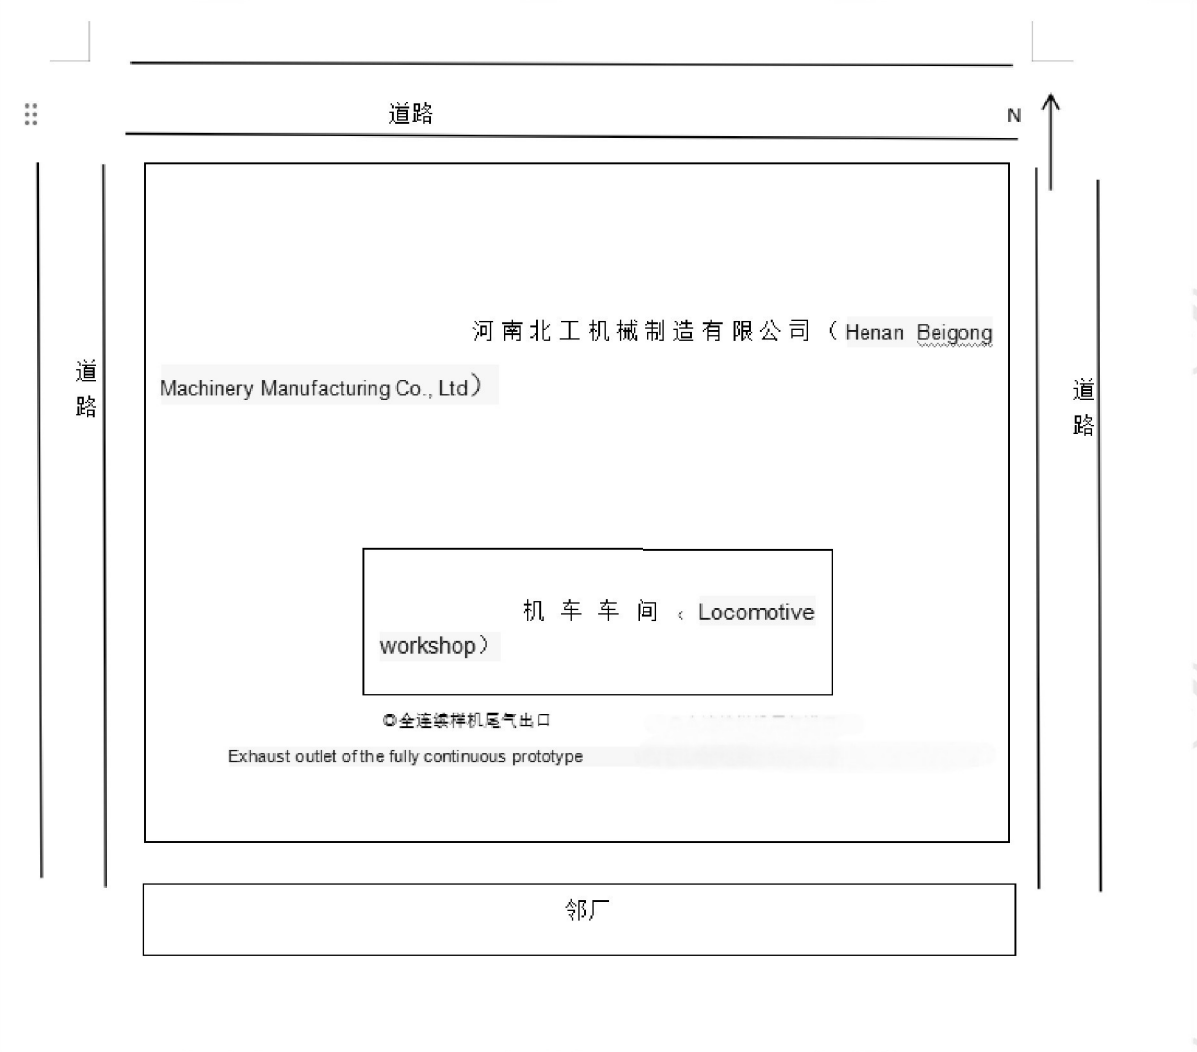 道路
N
河南北工机械制造有限公司（Henan Beigong
Machinery Manufacturing Co., Ltd）
道路
道路
机车车间（Locomotive
workshop）
◎全连续样机尾气出口
Exhaust outlet of the fully continuous prototype
邻厂